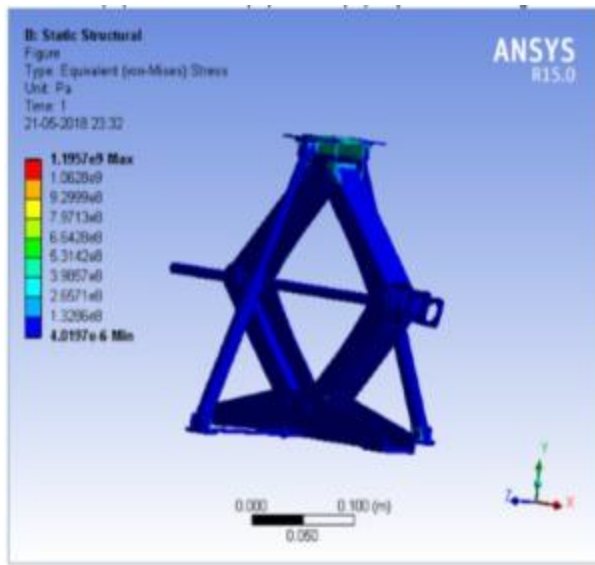 B: Static Structural
Figure
Type: Equivalent (von-Mises) Stress
Unit: Pa
Time: 1
21-05-2018 23:32
ANSYS
R15.0
1.1957e9 Max
1.0628e9
9.2999e8
7.9713e8
6.6428e8
5.3142e8
3.9857e8
2.6571e8
1.3286e8
4.0197e-6 Min
0.000
0.100 (m)
0.050
Y
Z
X